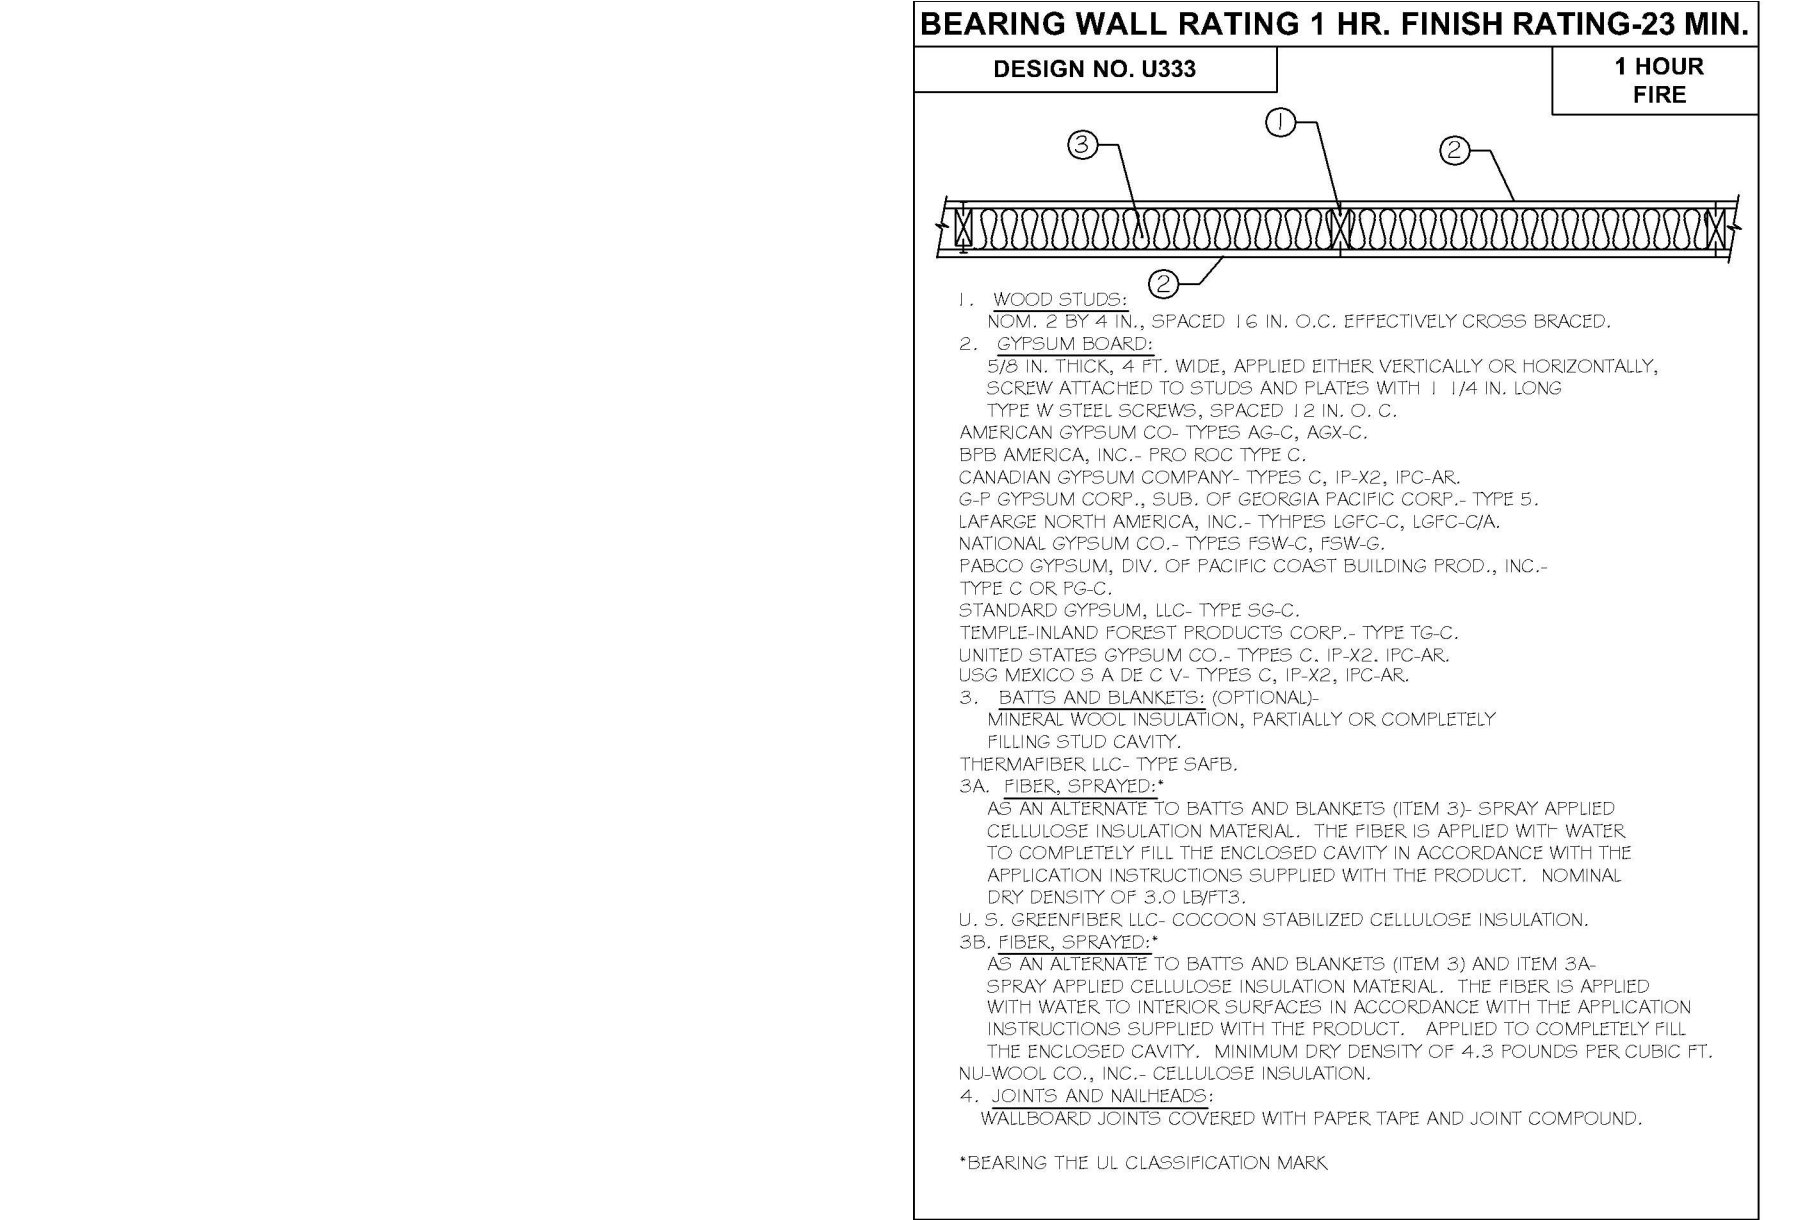 BEARING WALL RATING 1 HR. FINISH RATING-23 MIN.
DESIGN NO. U333
1 HOUR
FIRE
1
3
2
2
1. WOOD STUDS:
NOM. 2 BY 4 IN., SPACED 16 IN. O.C. EFFECTIVELY CROSS BRACED.
2. GYPSUM BOARD:
5/8 IN. THICK, 4 FT. WIDE, APPLIED EITHER VERTICALLY OR HORIZONTALLY,
SCREW ATTACHED TO STUDS AND PLATES WITH 1 1/4 IN. LONG
TYPE W STEEL SCREWS, SPACED 12 IN. O. C.
AMERICAN GYPSUM CO- TYPES AG-C, AGX-C.
BPB AMERICA, INC.- PRO ROC TYPE C.
CANADIAN GYPSUM COMPANY- TYPES C, IP-X2, IPC-AR.
G-P GYPSUM CORP., SUB. OF GEORGIA PACIFIC CORP.- TYPE 5.
LAFARGE NORTH AMERICA, INC.- TYHPES LGFC-C, LGFC-C/A.
NATIONAL GYPSUM CO.- TYPES FSW-C, FSW-G.
PABCO GYPSUM, DIV. OF PACIFIC COAST BUILDING PROD., INC.-
TYPE C OR PG-C.
STANDARD GYPSUM, LLC- TYPE SG-C.
TEMPLE-INLAND FOREST PRODUCTS CORP.- TYPE TG-C.
UNITED STATES GYPSUM CO.- TYPES C. IP-X2. IPC-AR.
USG MEXICO S A DE C V- TYPES C, IP-X2, IPC-AR.
3. BATTS AND BLANKETS: (OPTIONAL)-
MINERAL WOOL INSULATION, PARTIALLY OR COMPLETELY
FILLING STUD CAVITY.
THERMAFIBER LLC- TYPE SAFB.
3A. FIBER, SPRAYED:*
AS AN ALTERNATE TO BATTS AND BLANKETS (ITEM 3)- SPRAY APPLIED
CELLULOSE INSULATION MATERIAL. THE FIBER IS APPLIED WITH WATER
TO COMPLETELY FILL THE ENCLOSED CAVITY IN ACCORDANCE WITH THE
APPLICATION INSTRUCTIONS SUPPLIED WITH THE PRODUCT. NOMINAL
DRY DENSITY OF 3.0 LB/FT3.
U. S. GREENFIBER LLC- COCOON STABILIZED CELLULOSE INSULATION.
3B. FIBER, SPRAYED:*
AS AN ALTERNATE TO BATTS AND BLANKETS (ITEM 3) AND ITEM 3A-
SPRAY APPLIED CELLULOSE INSULATION MATERIAL. THE FIBER IS APPLIED
WITH WATER TO INTERIOR SURFACES IN ACCORDANCE WITH THE APPLICATION
INSTRUCTIONS SUPPLIED WITH THE PRODUCT. APPLIED TO COMPLETELY FILL
THE ENCLOSED CAVITY. MINIMUM DRY DENSITY OF 4.3 POUNDS PER CUBIC FT.
NU-WOOL CO., INC.- CELLULOSE INSULATION.
4. JOINTS AND NAILHEADS:
WALLBOARD JOINTS COVERED WITH PAPER TAPE AND JOINT COMPOUND.
*BEARING THE UL CLASSIFICATION MARK